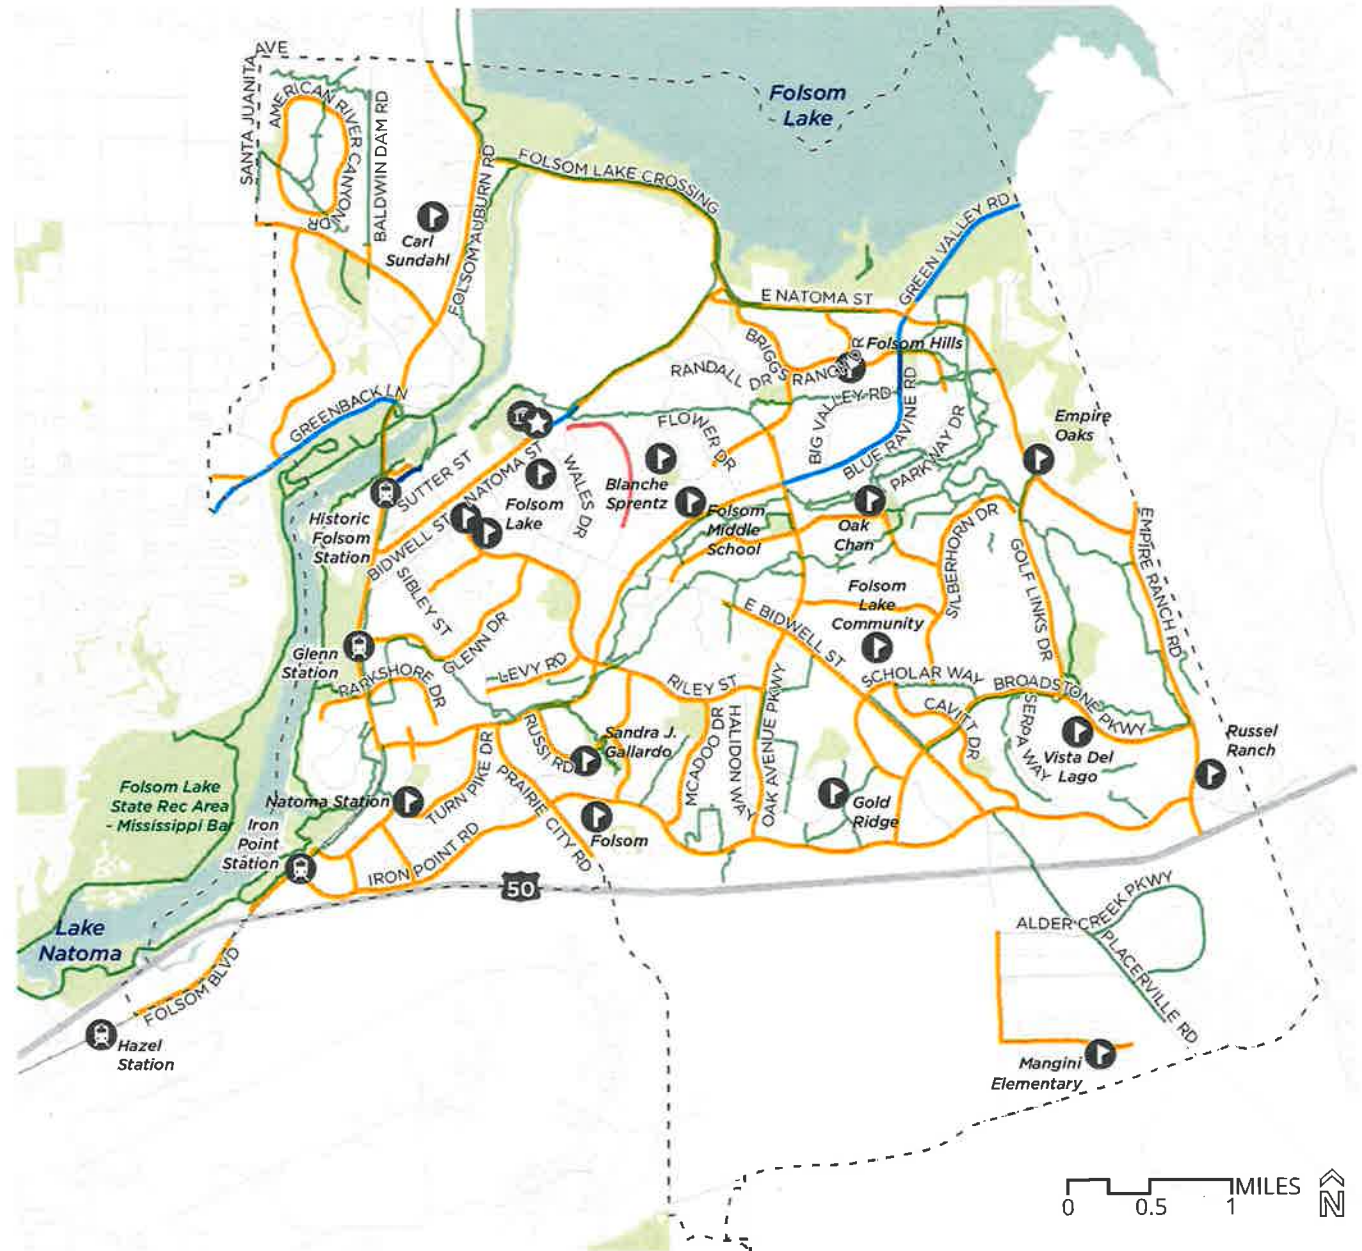 AVE
SANTA JUANITA
AMERICAN RIVER CANYON
DR
BALDWIN DAM RD
Carl
Sundahl
FOLSOM AUBURN RD
FOLSOM LAKE CROSSING
Folsom
Lake
GREEN VALLEY RD
E NATOMA ST
BRIGGS
RANCH DR
Folsom Hills
RANDALL DR
BIG VALLEY RD
FLOWER DR
BLUE RAVINE RD
PARKWAY DR
Empire
Oaks
GREENBACK LN
SUTTER ST
NATOMA ST
WALES DR
Folsom
Lake
Blanche
Sprentz
Folsom
Middle
School
Oak
Chan
Historic
Folsom
Station
BIDWELL ST
SIBLEY ST
SILBERHORN DR
GOLF LINKS DR
EMPIRE RANCH RD
Folsom
Lake
Community
E BIDWELL ST
Glenn
Station
GLENN DR
PARKSHORE DR
LEVY RD
RILEY ST
SCHOLAR WAY
BROADSTONE PKWY
CAVITT DR
SERPA WAY
Vista Del
Lago
Russel
Ranch
RUSSI RD
Sandra J.
Gallardo
MCADOO DR
HALIDON WAY
OAK AVENUE PKWY
Gold
Ridge
Folsom Lake
State Rec Area
- Mississippi Bar
Natoma Station
TURN PIKE DR
PRAIRIE CITY RD
Folsom
Iron
Point
Station
IRON POINT RD
50
Lake
Natoma
FOLSOM BLVD
Hazel
Station
ALDER CREEK PKWY
PLACERVILLE RD
Mangini
Elementary
MILES
0 0.5 1
N